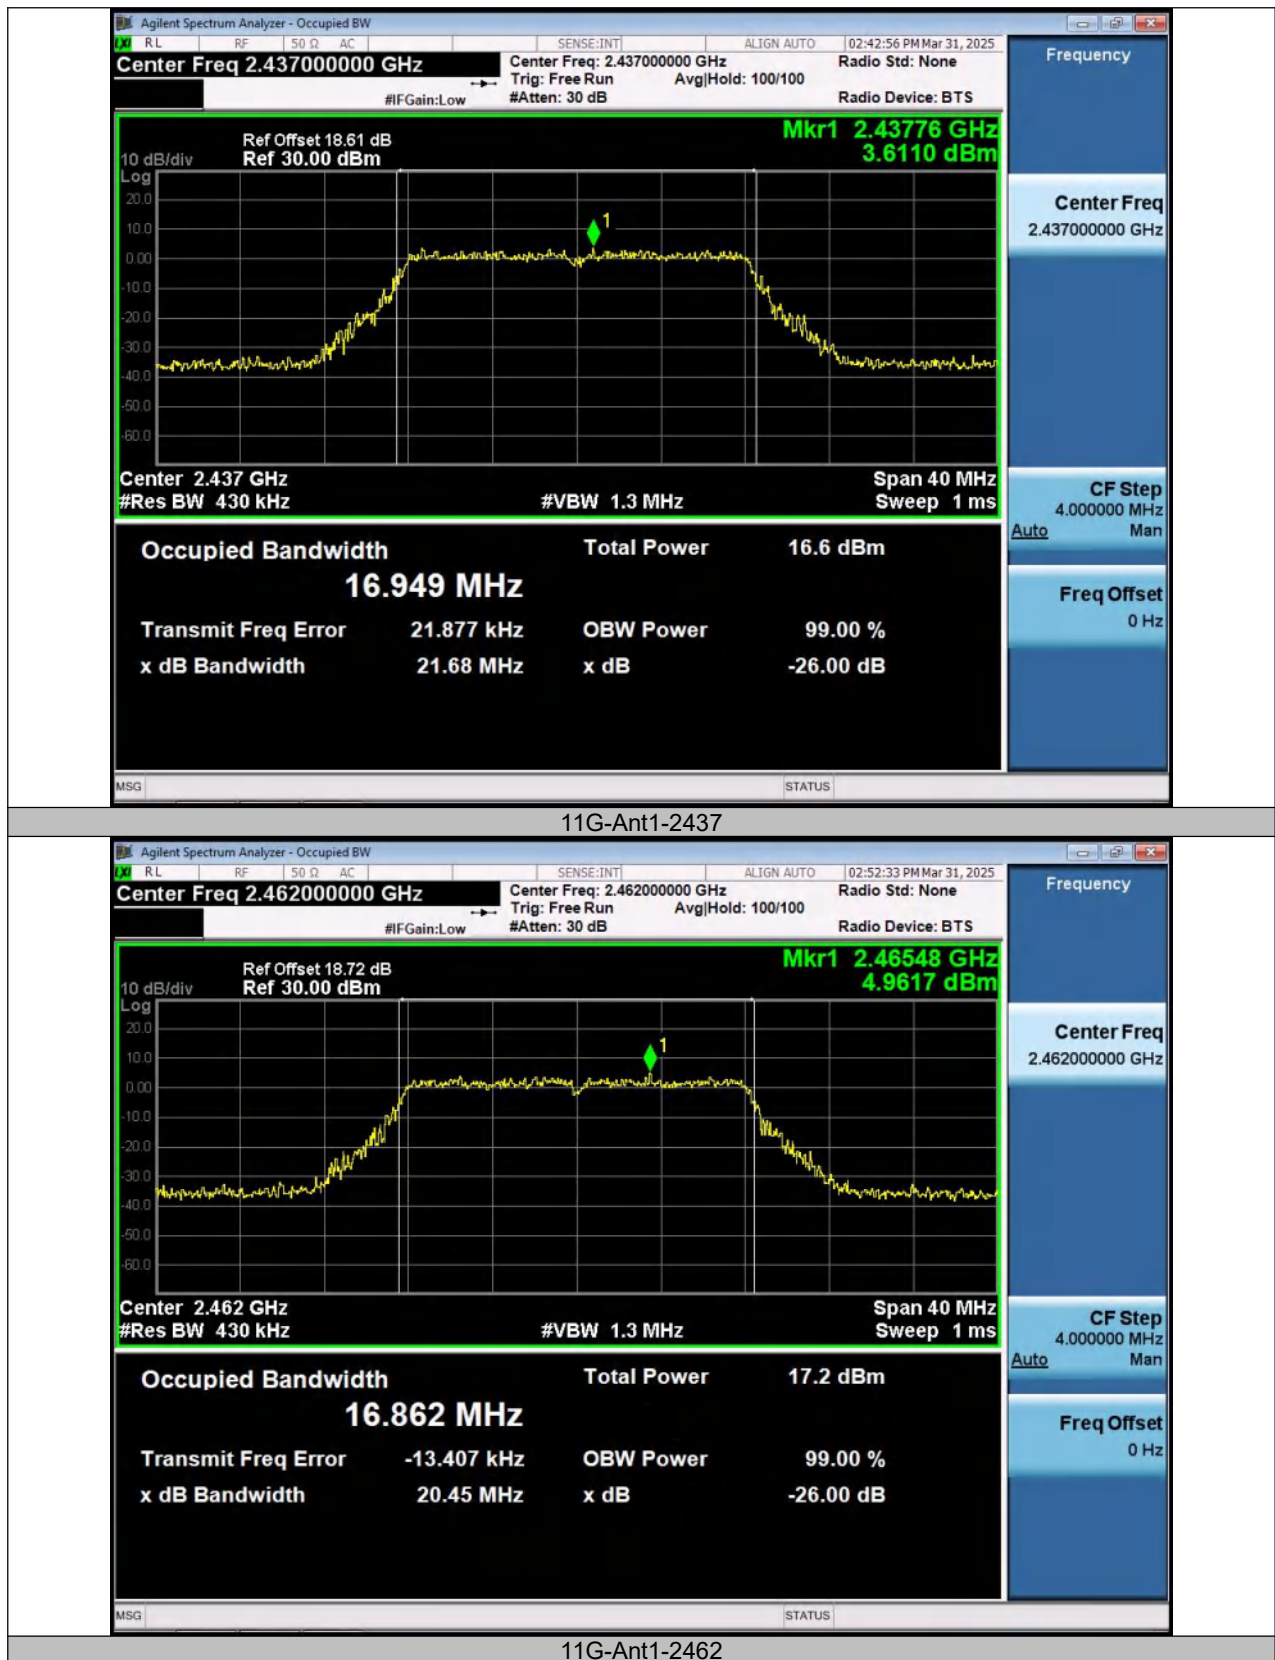 Agilent Spectrum Analyzer - Occupied BW
LXI RL RF 50 Ω AC SENSE:INT ALIGN AUTO 02:42:56 PM Mar 31, 2025
Center Freq 2.437000000 GHz
Center Freq: 2.437000000 GHz
Radio Std: None
Trig: Free Run Avg|Hold: 100/100
#IFGain:Low
#Atten: 30 dB
Radio Device: BTS
Frequency
Mkr1 2.43776 GHz
3.6110 dBm
Ref Offset 18.61 dB
10 dB/div Ref 30.00 dBm
Log
20.0
10.0
0.00
-10.0
-20.0
-30.0
-40.0
-50.0
-60.0
1
Center 2.437 GHz Span 40 MHz
#Res BW 430 kHz #VBW 1.3 MHz Sweep 1 ms
Center Freq
2.437000000 GHz
CF Step
4.000000 MHz
Auto Man
Freq Offset
0 Hz
Occupied Bandwidth Total Power 16.6 dBm
16.949 MHz
Transmit Freq Error 21.877 kHz OBW Power 99.00 %
x dB Bandwidth 21.68 MHz x dB -26.00 dB
MSG STATUS
11G-Ant1-2437
Agilent Spectrum Analyzer - Occupied BW
LXI RL RF 50 Ω AC SENSE:INT ALIGN AUTO 02:52:33 PM Mar 31, 2025
Center Freq 2.462000000 GHz
Center Freq: 2.462000000 GHz
Radio Std: None
Trig: Free Run Avg|Hold: 100/100
#IFGain:Low
#Atten: 30 dB
Radio Device: BTS
Frequency
Mkr1 2.46548 GHz
4.9617 dBm
Ref Offset 18.72 dB
10 dB/div Ref 30.00 dBm
Log
20.0
10.0
0.00
-10.0
-20.0
-30.0
-40.0
-50.0
-60.0
1
Center 2.462 GHz Span 40 MHz
#Res BW 430 kHz #VBW 1.3 MHz Sweep 1 ms
Center Freq
2.462000000 GHz
CF Step
4.000000 MHz
Auto Man
Freq Offset
0 Hz
Occupied Bandwidth Total Power 17.2 dBm
16.862 MHz
Transmit Freq Error -13.407 kHz OBW Power 99.00 %
x dB Bandwidth 20.45 MHz x dB -26.00 dB
MSG STATUS
11G-Ant1-2462